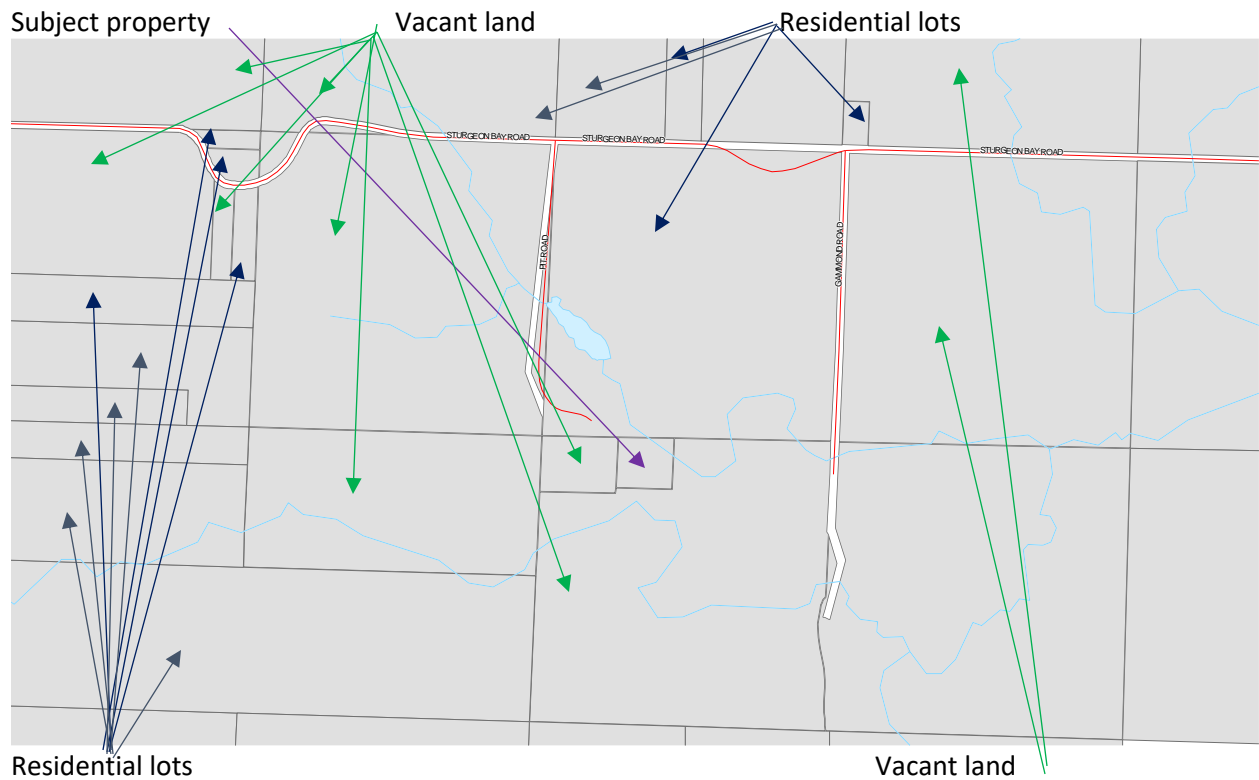 Subject property
Vacant land
Residential lots
STURGEON BAY ROAD
STURGEON BAY ROAD
STURGEON BAY ROAD
PIT ROAD
GAMMOND ROAD
Residential lots
Vacant land